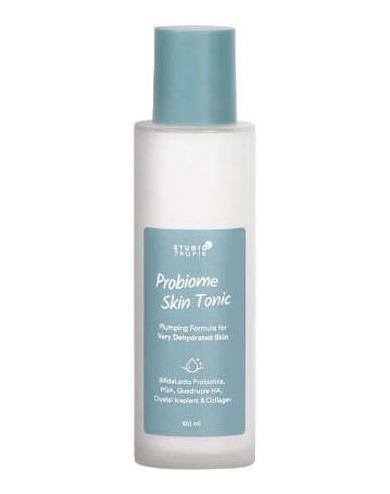 STUDIO
TROPIK
Probiome
Skin Tonic
Plumping Formula for
Very Dehydrated Skin
BifidaLacto Probiotics,
PGA, Quadruple HA,
Crystal Iceplant & Collagen
100 ml